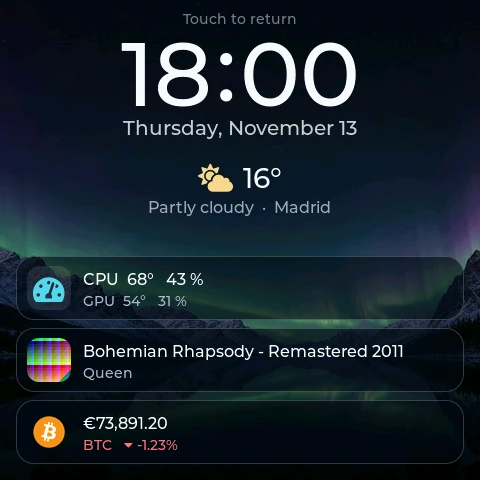 Touch to return
18:00
Thursday, November 13
16°
Partly cloudy · Madrid
CPU 68° 43 %
GPU 54° 31 %
Bohemian Rhapsody - Remastered 2011
Queen
€73,891.20
BTC ▼ -1.23%